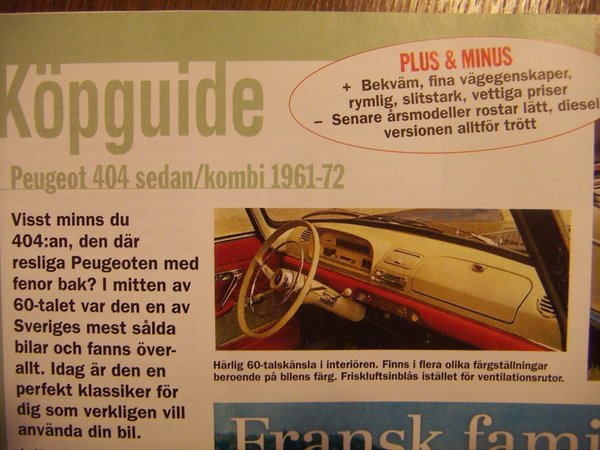 Köpguide
PLUS & MINUS
+ Bekväm, fina vägegenskaper,
rymlig, slitstark, vettiga priser
– Senare årsmodeller rostar lätt, diesel
versionen alltför trött
Peugeot 404 sedan/kombi 1961-72
Visst minns du
404:an, den där
resliga Peugeoten med
fenor bak? I mitten av
60-talet var den en av
Sveriges mest sålda
bilar och fanns över-
allt. Idag är den en
perfekt klassiker för
dig som verkligen vill
använda din bil.
Härlig 60-talskänsla i interiören. Finns i flera olika färgställningar
beroende på bilens färg. Friskluftsinblås istället för ventilationsrutor.
Fransk fami